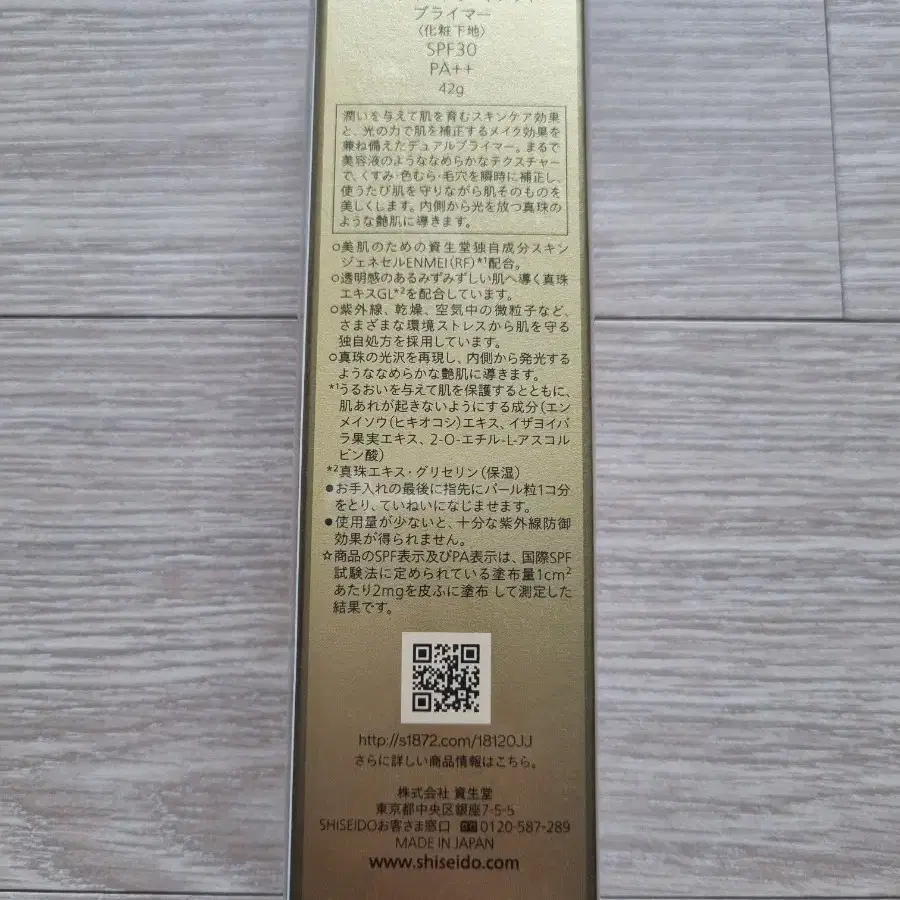 プライマー
〈化粧下地〉
SPF30
PA++
42g
潤いを与えて肌を育むスキンケア効果
と、光の力で肌を補正するメイク効果を
兼ね備えたデュアルプライマー。まるで
美容液のようななめらかなテクスチャー
で、くすみ・色むら・毛穴を瞬時に補正し、
使うたび肌を守りながら肌そのものを
美しくします。内側から光を放つ真珠の
ような艶肌に導きます。
○美肌のための資生堂独自成分スキン
ジェネセルENMEI(RF)*1配合。
○透明感のあるみずみずしい肌へ導く真珠
エキスGL*2を配合しています。
○紫外線、乾燥、空気中の微粒子など、
さまざまな環境ストレスから肌を守る
独自処方を採用しています。
○真珠の光沢を再現し、内側から発光する
ようななめらかな艶肌に導きます。
*1うるおいを与えて肌を保護するとともに、
肌あれが起きないようにする成分(エン
メイソウ(ヒキオコシ)エキス、イザヨイバ
ラ果実エキス、2-O-エチル-L-アスコル
ビン酸)
*2真珠エキス・グリセリン(保湿)
●お手入れの最後に指先にパール粒1コ分
をとり、ていねいになじませます。
●使用量が少ないと、十分な紫外線防御
効果が得られません。
☆商品のSPF表示及びPA表示は、国際SPF
試験法に定められている塗布量1cm2
あたり2mgを皮ふに塗布 して測定した
結果です。
http://s1872.com/18120JJ
さらに詳しい商品情報はこちら。
株式会社 資生堂
東京都中央区銀座7-5-5
SHISEIDOお客さま窓口 0120-587-289
MADE IN JAPAN
www.shiseido.com